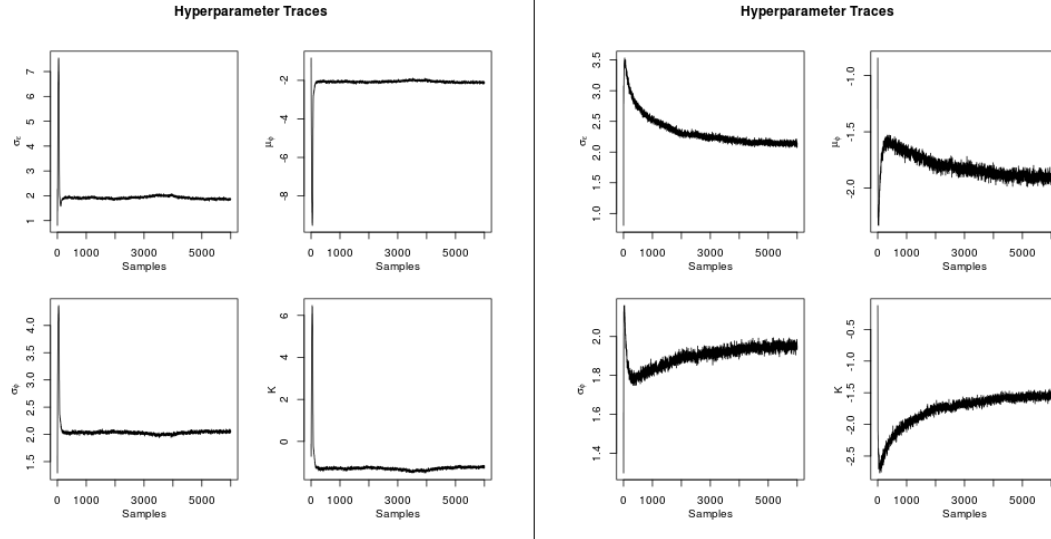 Hyperparameter Traces
7
6
5
4
3
2
1
σε
0 1000 3000 5000
Samples
-2
-4
-6
-8
μφ
0 1000 3000 5000
Samples
4.0
3.5
3.0
2.5
2.0
1.5
σφ
0 1000 3000 5000
Samples
6
4
2
0
K
0 1000 3000 5000
Samples
Hyperparameter Traces
3.5
3.0
2.5
2.0
1.5
1.0
σε
0 1000 3000 5000
Samples
-1.0
-1.5
-2.0
μφ
0 1000 3000 5000
Samples
2.0
1.8
1.6
1.4
σφ
0 1000 3000 5000
Samples
-0.5
-1.0
-1.5
-2.0
-2.5
K
0 1000 3000 5000
Samples